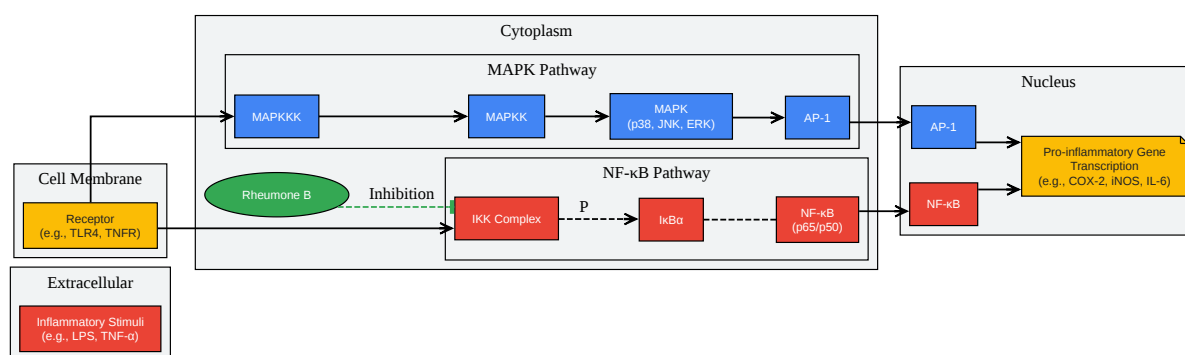 Cytoplasm
MAPK Pathway
MAPKKK
MAPKK
MAPK
(p38, JNK, ERK)
AP-1
Nucleus
AP-1
Pro-inflammatory Gene
Transcription
(e.g., COX-2, iNOS, IL-6)
NF-κB
Cell Membrane
Receptor
(e.g., TLR4, TNFR)
Rheumone B
Inhibition
NF-κB Pathway
IKK Complex
P
IκBα
NF-κB
(p65/p50)
Extracellular
Inflammatory Stimuli
(e.g., LPS, TNF-α)